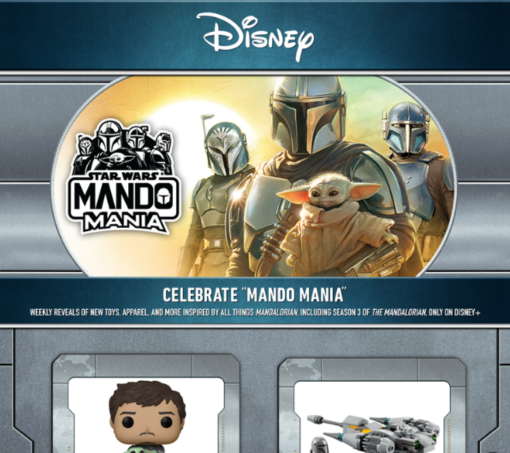 Disney
STAR WARS
MANDO
MANIA
CELEBRATE "MANDO MANIA"
WEEKLY REVEALS OF NEW TOYS, APPAREL, AND MORE INSPIRED BY ALL THINGS MANDALORIAN, INCLUDING SEASON 3 OF THE MANDALORIAN, ONLY ON DISNEY+